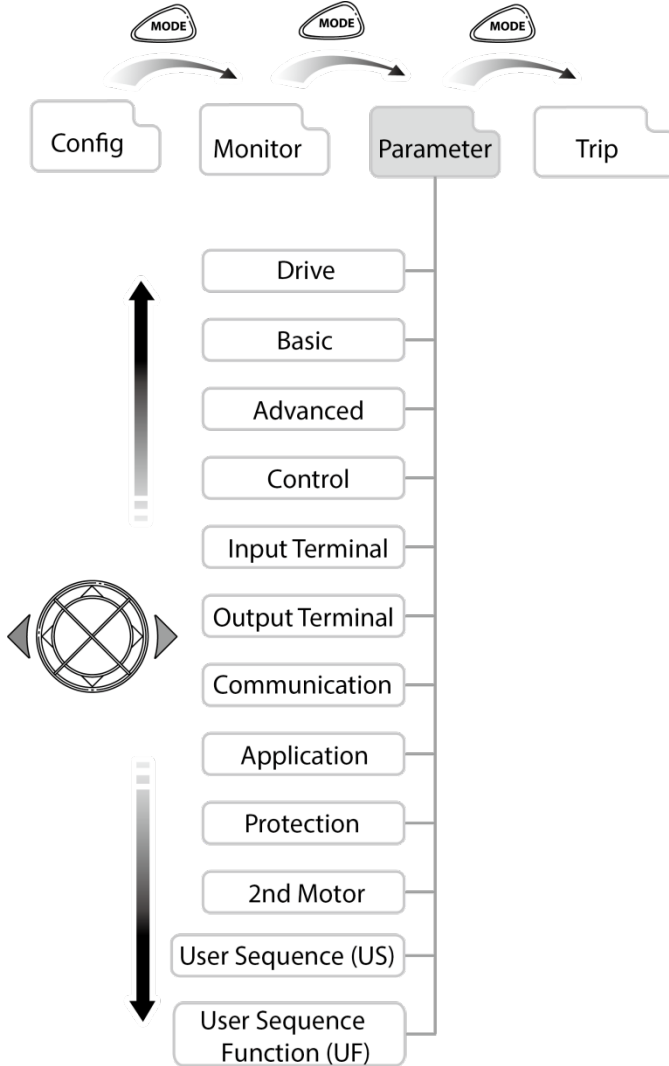 MODE
MODE
MODE
Config
Monitor
Parameter
Trip
Drive
Basic
Advanced
Control
Input Terminal
Output Terminal
Communication
Application
Protection
2nd Motor
User Sequence (US)
User Sequence
Function (UF)